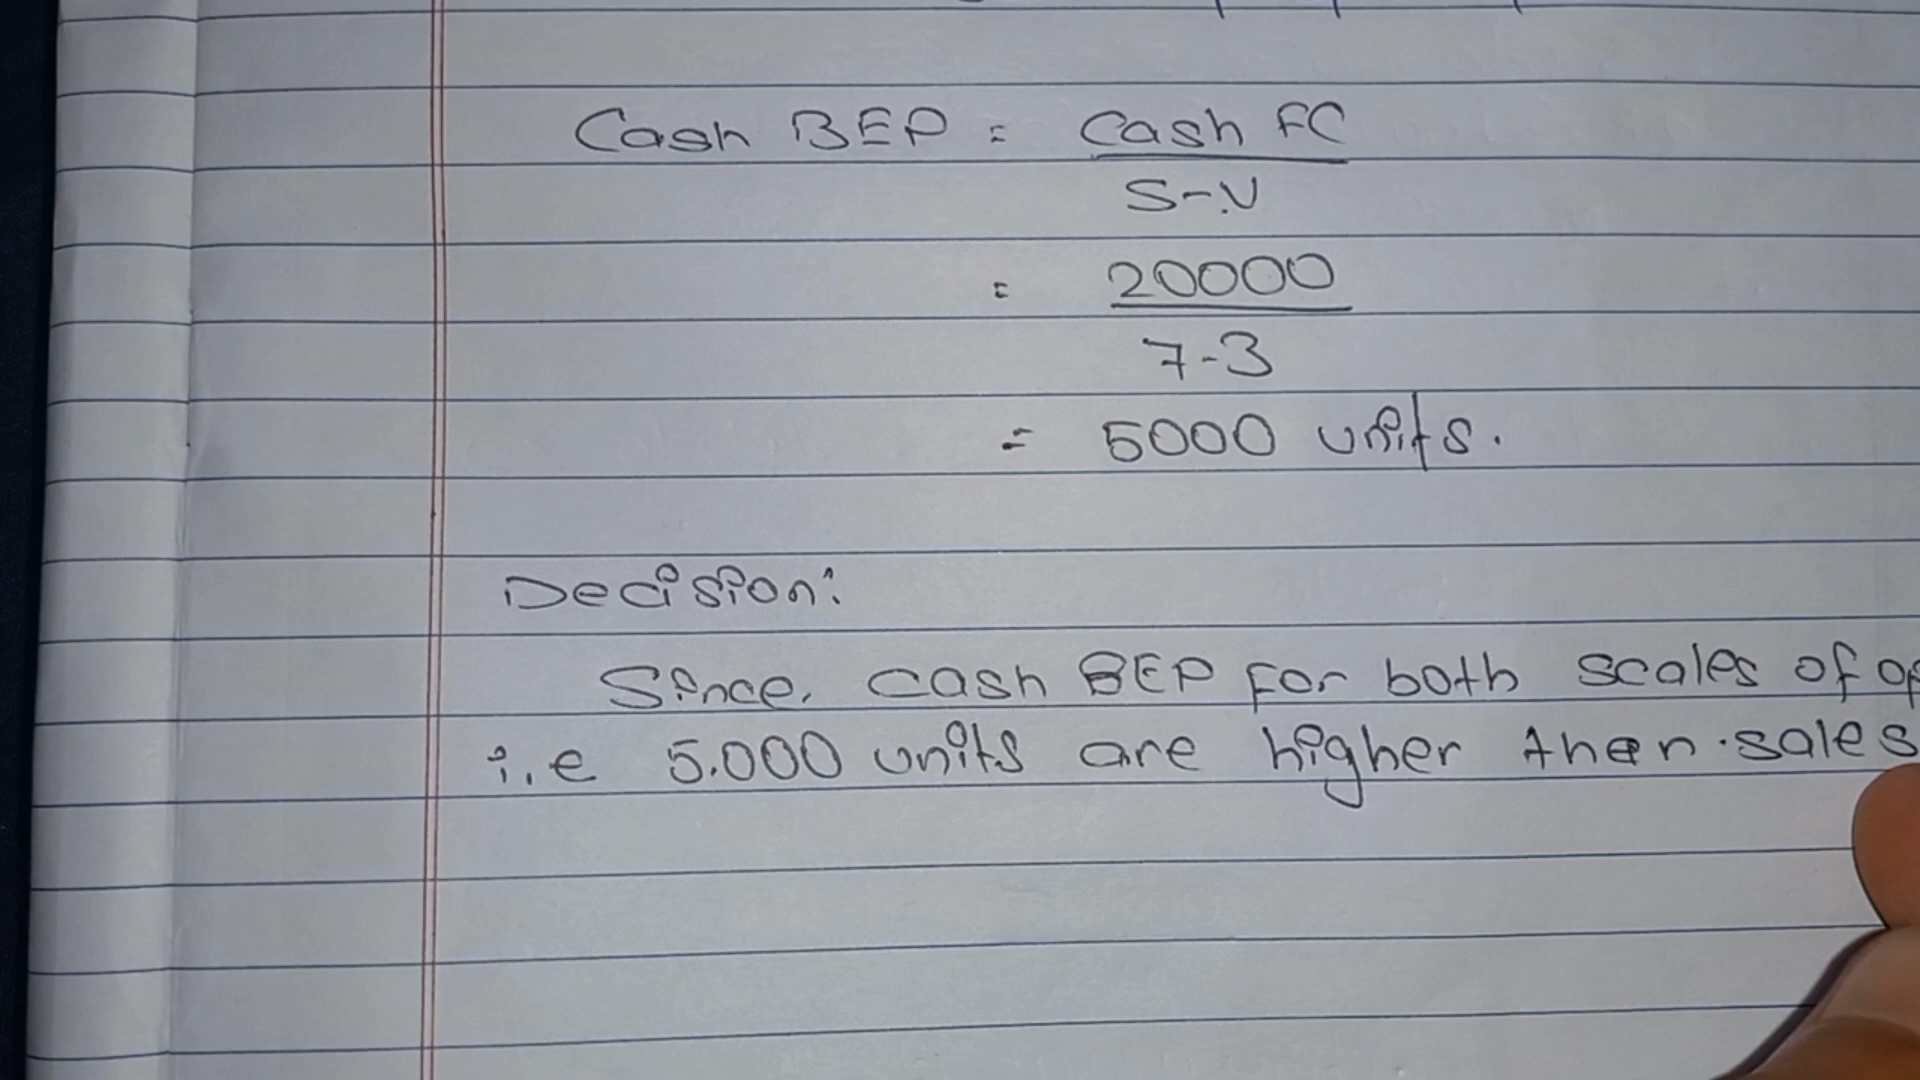 Cash BEP = Cash FC
S-V
= 20000
7-3
= 5000 units.
Decision:
Since, cash BEP for both scales of
i.e 5,000 units are higher then sales